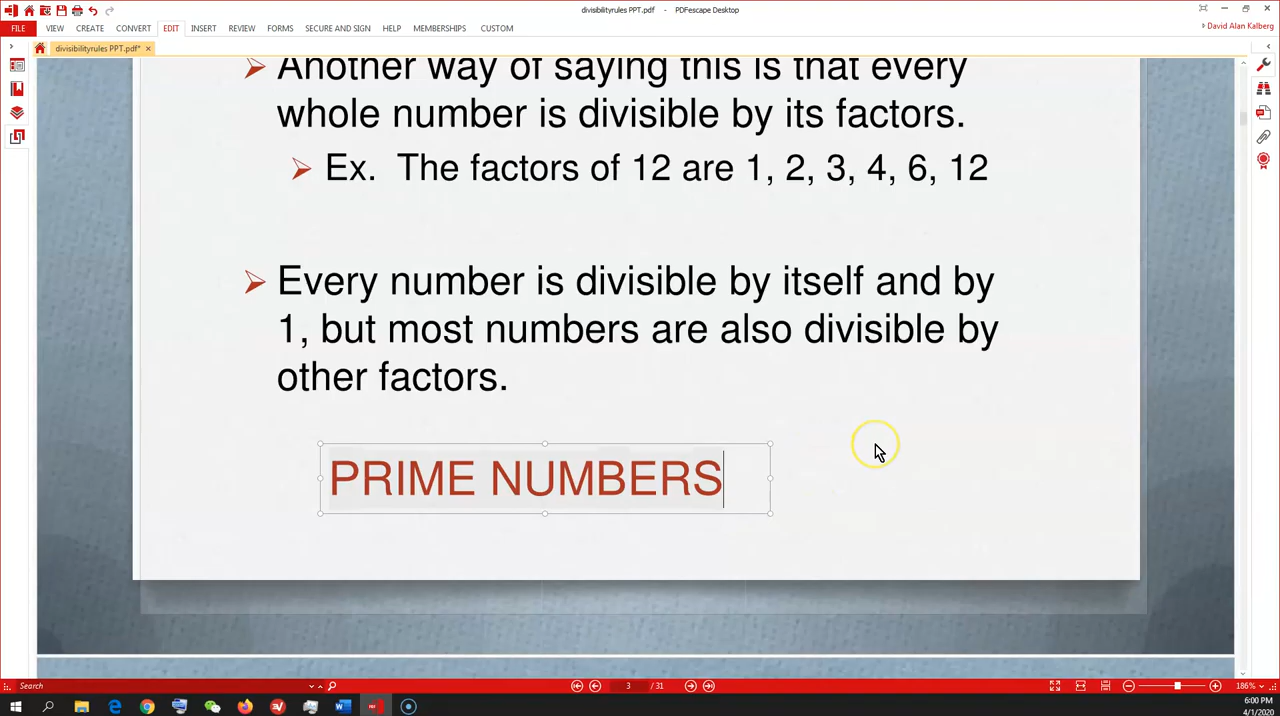 divisibilityrules PPT.pdf - PDFescape Desktop
FILE VIEW CREATE CONVERT EDIT INSERT REVIEW FORMS SECURE AND SIGN HELP MEMBERSHIPS CUSTOM
David Alan Kalberg
divisibilityrules PPT.pdf* ×
Another way of saying this is that every
whole number is divisible by its factors.
Ex. The factors of 12 are 1, 2, 3, 4, 6, 12
Every number is divisible by itself and by
1, but most numbers are also divisible by
other factors.
PRIME NUMBERS
Search 3 / 31 186%
6:00 PM
4/1/2020